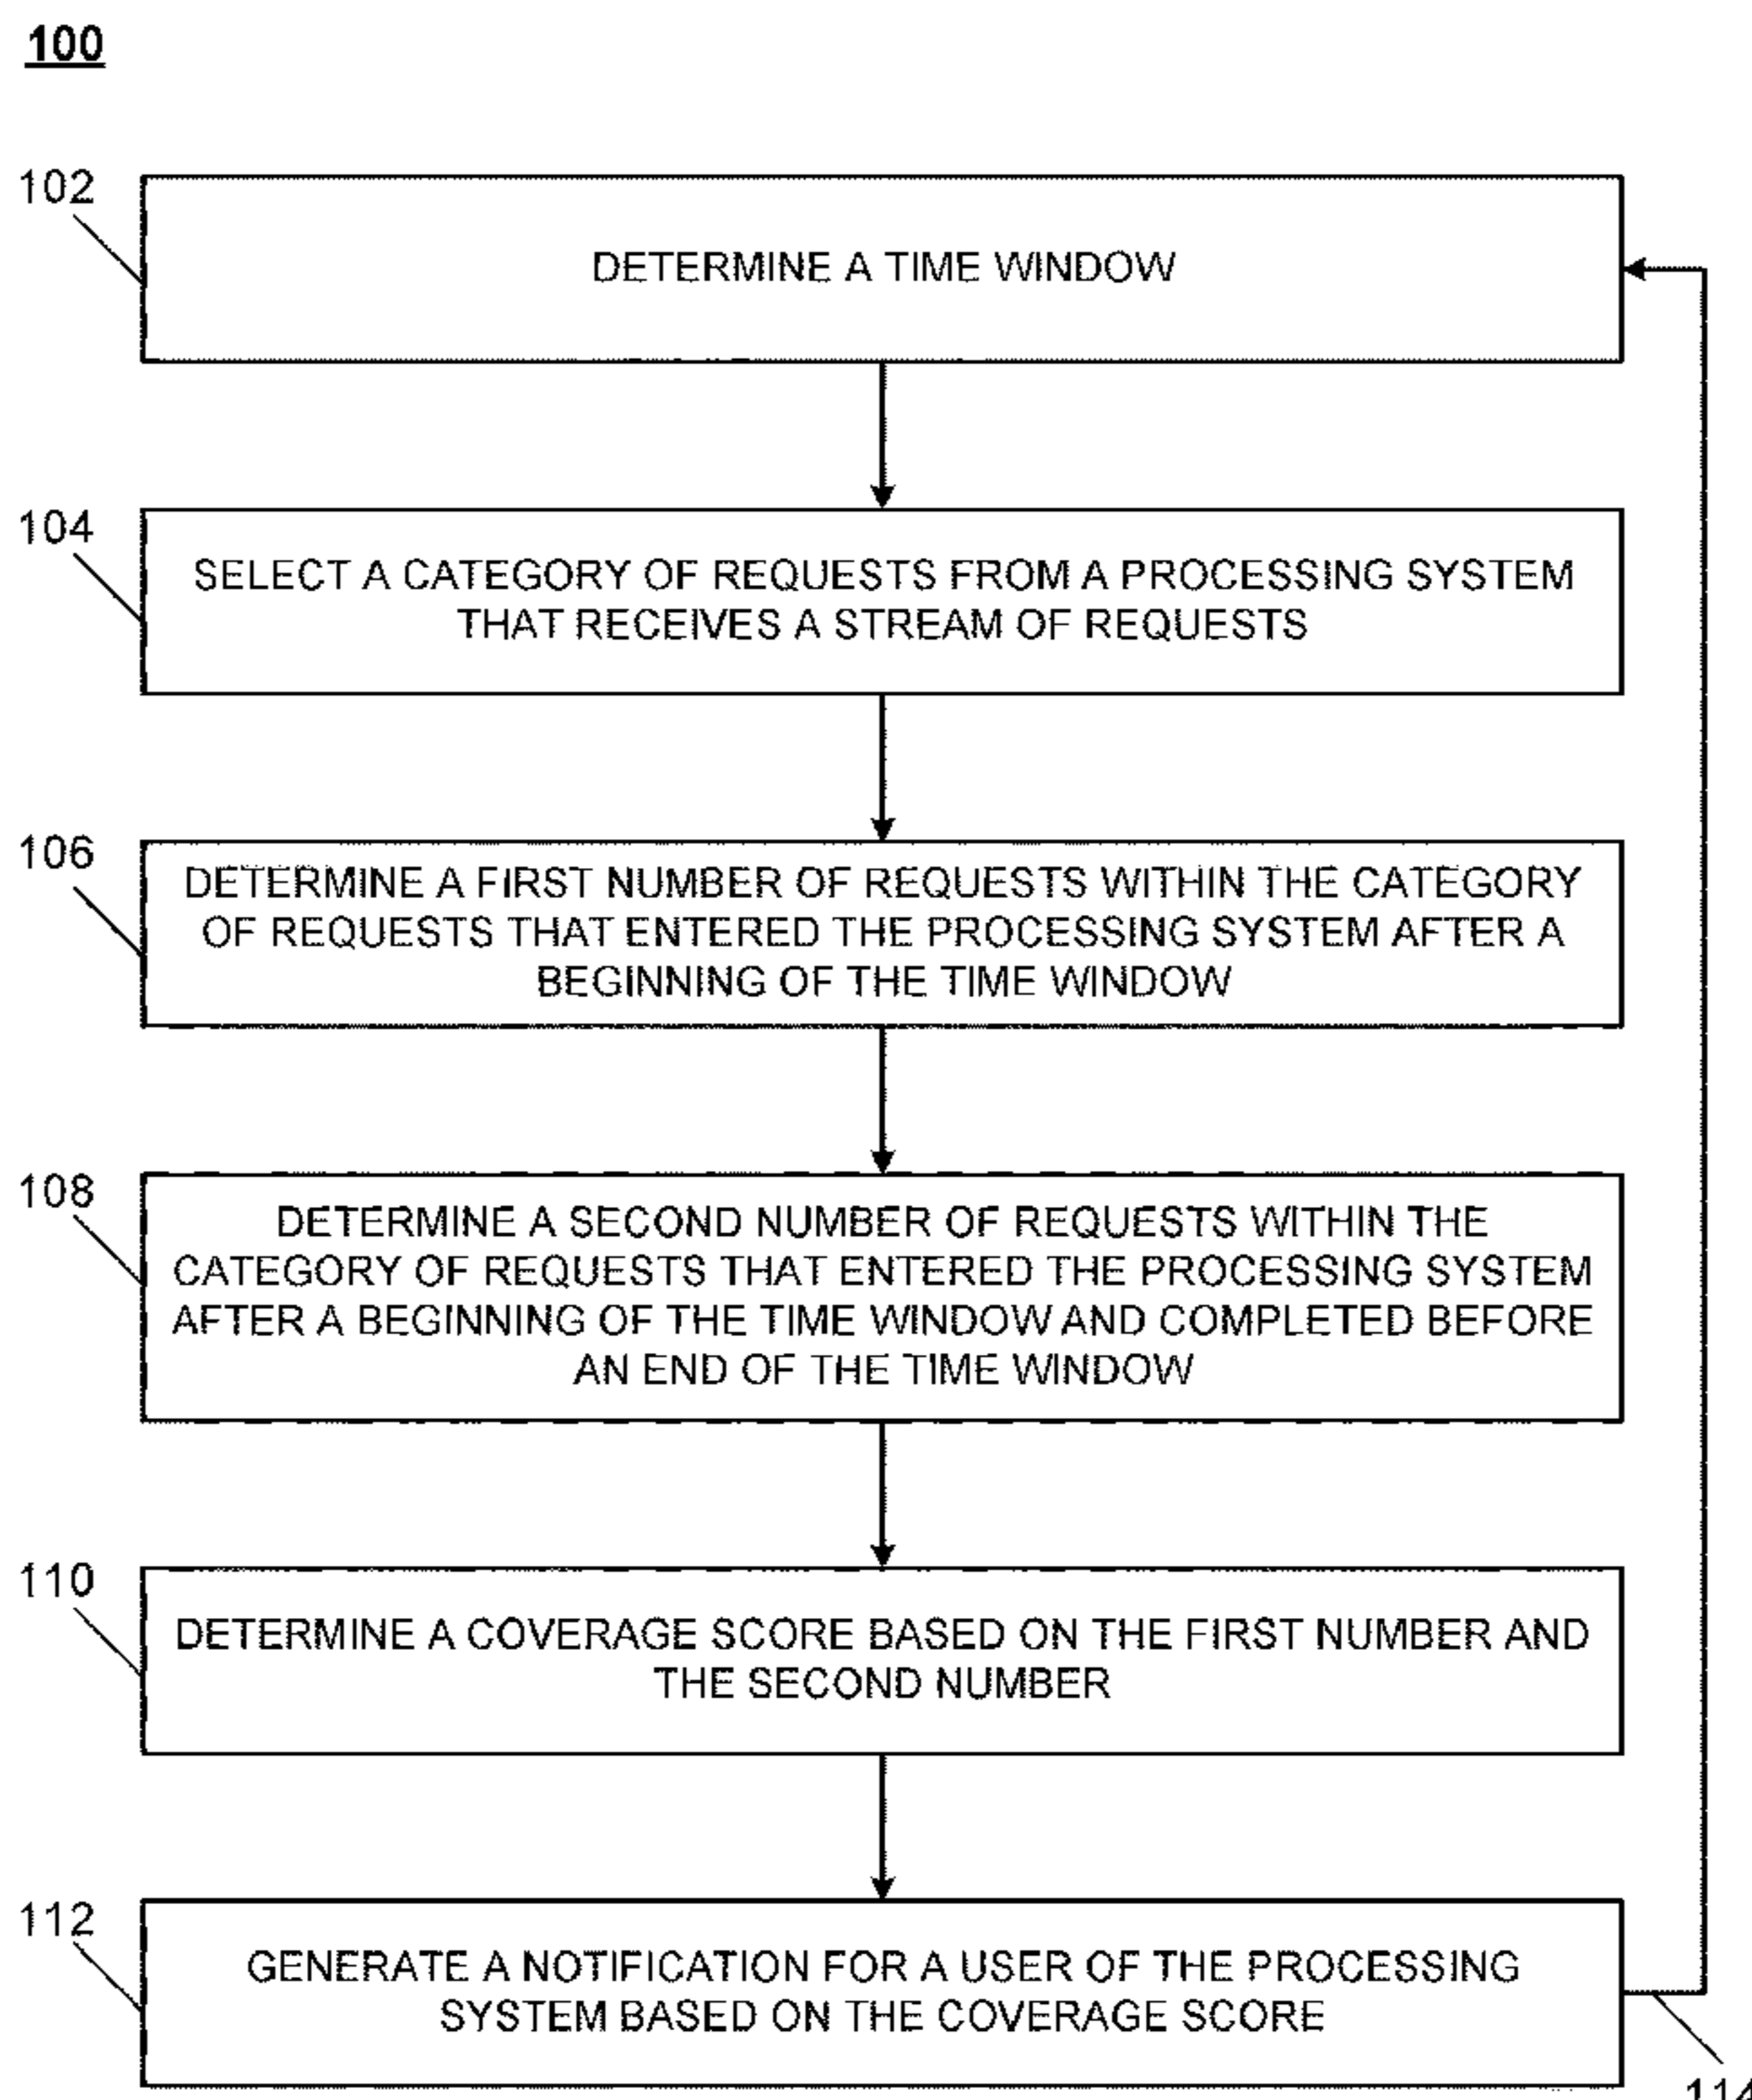 100
102
DETERMINE A TIME WINDOW
104
SELECT A CATEGORY OF REQUESTS FROM A PROCESSING SYSTEM
THAT RECEIVES A STREAM OF REQUESTS
106
DETERMINE A FIRST NUMBER OF REQUESTS WITHIN THE CATEGORY
OF REQUESTS THAT ENTERED THE PROCESSING SYSTEM AFTER A
BEGINNING OF THE TIME WINDOW
108
DETERMINE A SECOND NUMBER OF REQUESTS WITHIN THE
CATEGORY OF REQUESTS THAT ENTERED THE PROCESSING SYSTEM
AFTER A BEGINNING OF THE TIME WINDOW AND COMPLETED BEFORE
AN END OF THE TIME WINDOW
110
DETERMINE A COVERAGE SCORE BASED ON THE FIRST NUMBER AND
THE SECOND NUMBER
112
GENERATE A NOTIFICATION FOR A USER OF THE PROCESSING
SYSTEM BASED ON THE COVERAGE SCORE